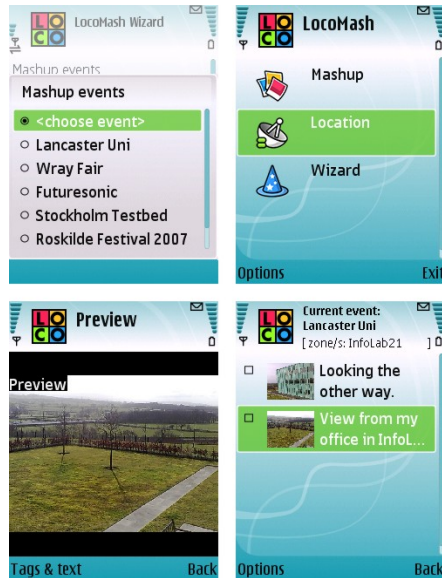 LO
CO
LocoMash Wizard
Mashup events
Mashup events
<choose event>
Lancaster Uni
Wray Fair
Futuresonic
Stockholm Testbed
Roskilde Festival 2007
LO
CO
LocoMash
Mashup
Location
Wizard
Options
Exit
LO
CO
Preview
Preview
Tags & text
Back
LO
CO
Current event:
Lancaster Uni
[ zone/s: InfoLab21 ]
Looking the
other way.
View from my
office in InfoL...
Options
Back